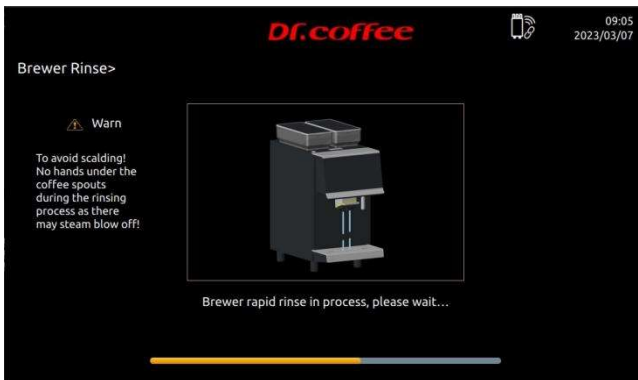 Dr.coffee
09:05
2023/03/07
Brewer Rinse>
Warn
To avoid scalding!
No hands under the
coffee spouts
during the rinsing
process as there
may steam blow off!
Brewer rapid rinse in process, please wait...